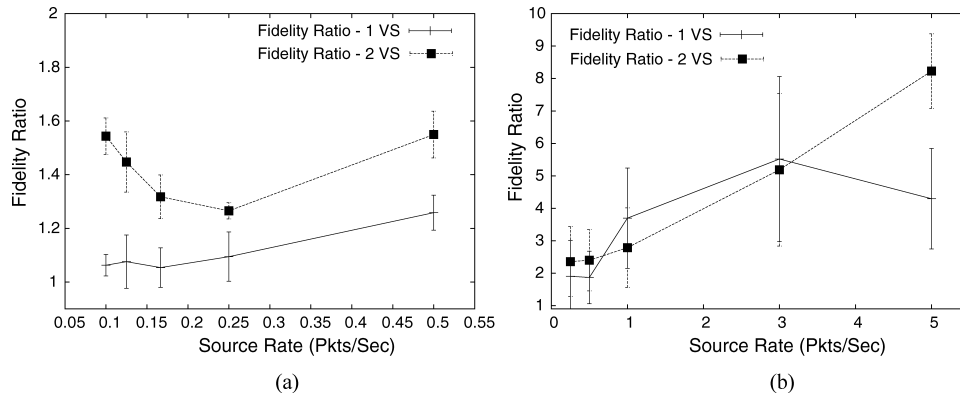 2
1.8
1.6
1.4
1.2
1
Fidelity Ratio
Fidelity Ratio - 1 VS
Fidelity Ratio - 2 VS
0.05 0.1 0.15 0.2 0.25 0.3 0.35 0.4 0.45 0.5 0.55
Source Rate (Pkts/Sec)
(a)
10
9
8
7
6
5
4
3
2
1
Fidelity Ratio
Fidelity Ratio - 1 VS
Fidelity Ratio - 2 VS
0 1 2 3 4 5
Source Rate (Pkts/Sec)
(b)